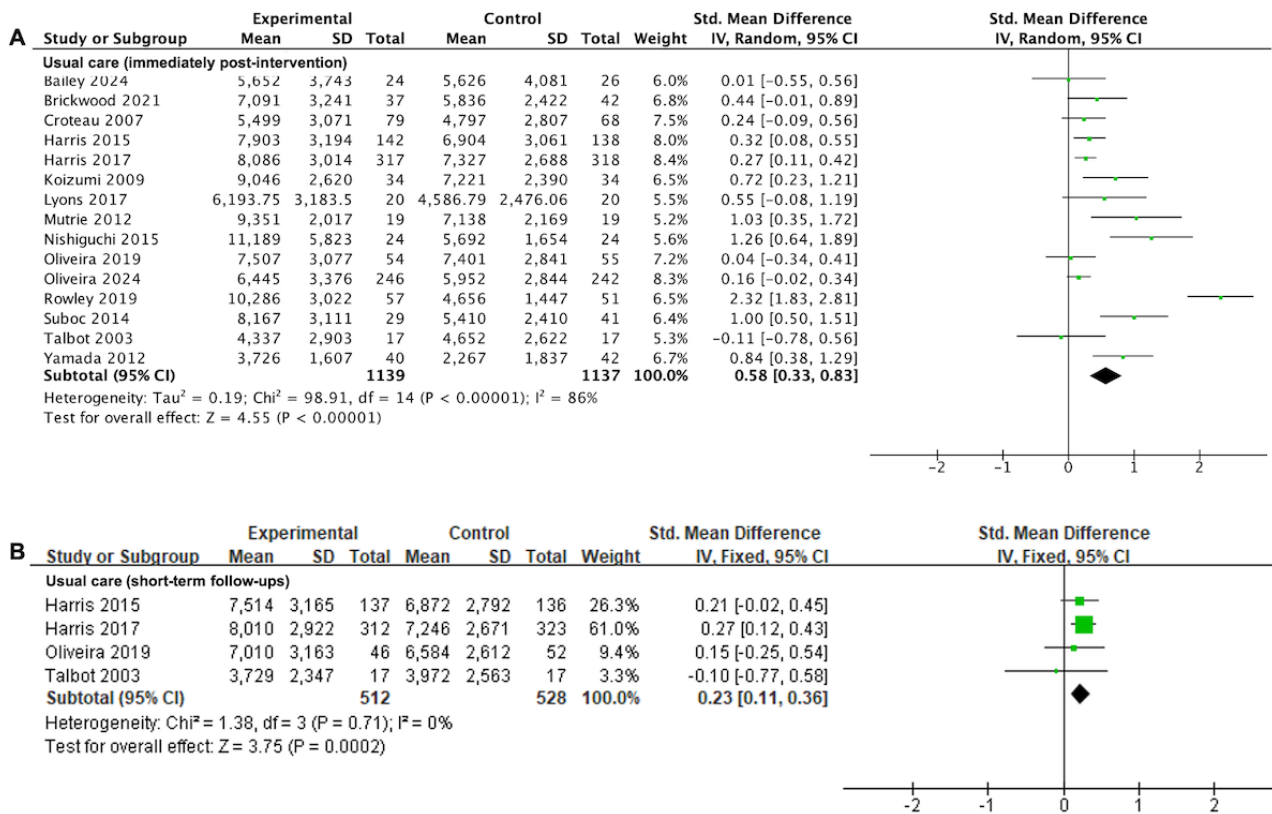 Experimental Control Std. Mean Difference Std. Mean Difference
A Study or Subgroup Mean SD Total Mean SD Total Weight IV, Random, 95% CI IV, Random, 95% CI
Usual care (immediately post-intervention)
Bailey 2024 5,652 3,743 24 5,626 4,081 26 6.0% 0.01 [−0.55, 0.56]
Brickwood 2021 7,091 3,241 37 5,836 2,422 42 6.8% 0.44 [−0.01, 0.89]
Croteau 2007 5,499 3,071 79 4,797 2,807 68 7.5% 0.24 [−0.09, 0.56]
Harris 2015 7,903 3,194 142 6,904 3,061 138 8.0% 0.32 [0.08, 0.55]
Harris 2017 8,086 3,014 317 7,327 2,688 318 8.4% 0.27 [0.11, 0.42]
Koizumi 2009 9,046 2,620 34 7,221 2,390 34 6.5% 0.72 [0.23, 1.21]
Lyons 2017 6,193.75 3,183.5 20 4,586.79 2,476.06 20 5.5% 0.55 [−0.08, 1.19]
Mutrie 2012 9,351 2,017 19 7,138 2,169 19 5.2% 1.03 [0.35, 1.72]
Nishiguchi 2015 11,189 5,823 24 5,692 1,654 24 5.6% 1.26 [0.64, 1.89]
Oliveira 2019 7,507 3,077 54 7,401 2,841 55 7.2% 0.04 [−0.34, 0.41]
Oliveira 2024 6,445 3,376 246 5,952 2,844 242 8.3% 0.16 [−0.02, 0.34]
Rowley 2019 10,286 3,022 57 4,656 1,447 51 6.5% 2.32 [1.83, 2.81]
Suboc 2014 8,167 3,111 29 5,410 2,410 41 6.4% 1.00 [0.50, 1.51]
Talbot 2003 4,337 2,903 17 4,652 2,622 17 5.3% −0.11 [−0.78, 0.56]
Yamada 2012 3,726 1,607 40 2,267 1,837 42 6.7% 0.84 [0.38, 1.29]
Subtotal (95% CI) 1139 1137 100.0% 0.58 [0.33, 0.83]
Heterogeneity: Tau² = 0.19; Chi² = 98.91, df = 14 (P < 0.00001); I² = 86%
Test for overall effect: Z = 4.55 (P < 0.00001)
−2 −1 0 1 2
Experimental Control Std. Mean Difference Std. Mean Difference
B Study or Subgroup Mean SD Total Mean SD Total Weight IV, Fixed, 95% CI IV, Fixed, 95% CI
Usual care (short-term follow-ups)
Harris 2015 7,514 3,165 137 6,872 2,792 136 26.3% 0.21 [-0.02, 0.45]
Harris 2017 8,010 2,922 312 7,246 2,671 323 61.0% 0.27 [0.12, 0.43]
Oliveira 2019 7,010 3,163 46 6,584 2,612 52 9.4% 0.15 [-0.25, 0.54]
Talbot 2003 3,729 2,347 17 3,972 2,563 17 3.3% -0.10 [-0.77, 0.58]
Subtotal (95% CI) 512 528 100.0% 0.23 [0.11, 0.36]
Heterogeneity: Chi² = 1.38, df = 3 (P = 0.71); I² = 0%
Test for overall effect: Z = 3.75 (P = 0.0002)
-2 -1 0 1 2